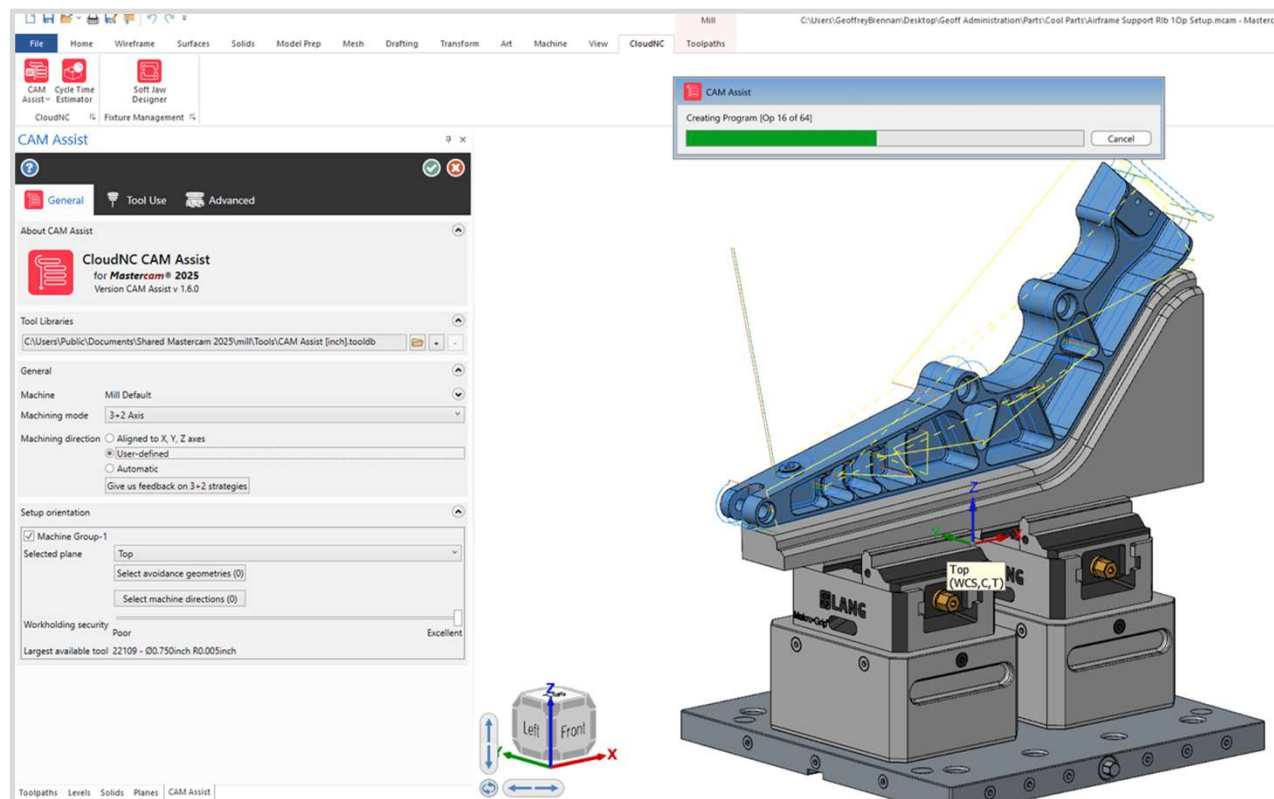 Mill
C:\Users\GeoffreyBrennan\Desktop\Geoff Administration\Parts\Cool Parts\Airframe Support RIb 1Op Setup.mcam - Masterc
File Home Wireframe Surfaces Solids Model Prep Mesh Drafting Transform Art Machine View CloudNC Toolpaths
CAM Assist
Cycle Time Estimator
Soft Jaw Designer
CloudNC
Fixture Management
CAM Assist
Creating Program [Op 16 of 64]
Cancel
CAM Assist
General
Tool Use
Advanced
About CAM Assist
CloudNC CAM Assist
for Mastercam® 2025
Version CAM Assist v 1.6.0
Tool Libraries
C:\Users\Public\Documents\Shared Mastercam 2025\mill\Tools\CAM Assist [inch].tooldb
General
Machine Mill Default
Machining mode 3+2 Axis
Machining direction Aligned to X, Y, Z axes
User-defined
Automatic
Give us feedback on 3+2 strategies
Setup orientation
Machine Group-1
Selected plane Top
Select avoidance geometries (0)
Select machine directions (0)
Workholding security
Poor Excellent
Largest available tool 22109 - Ø0.750inch R0.005inch
Z
Top
(WCS,C,T)
LANG
Makro-Grip
NG
Z
Left Front
Y
X
Toolpaths Levels Solids Planes CAM Assist